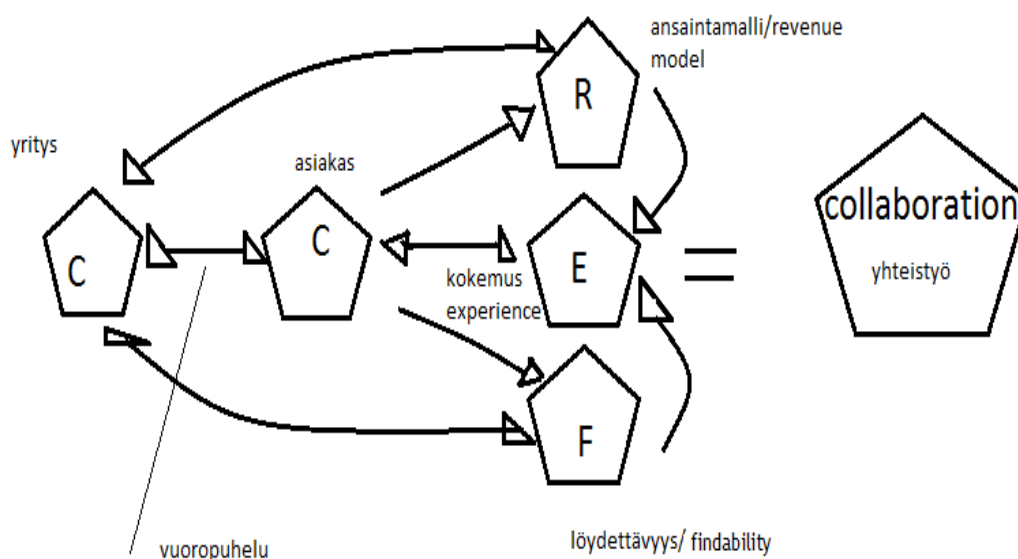 ansaintamalli/revenue
model
R
yritys
asiakas
C
C
kokemus
experience
E
collaboration
yhteistyö
F
vuoropuhelu
löydettävyys/ findability